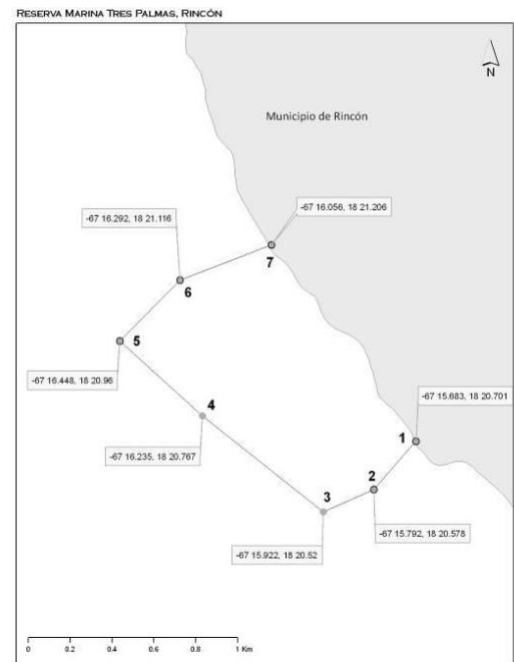 RESERVA MARINA TRES PALMAS, RINCÓN
N
Municipio de Rincón
-67 16.292, 18 21.116
-67 16.056, 18 21.206
7
6
5
-67 16.448, 18 20.96
4
-67 15.683, 18 20.701
1
-67 16.235, 18 20.767
2
3
-67 15.792, 18 20.578
-67 15.922, 18 20.52
0 0.2 0.4 0.6 0.8 1 Km